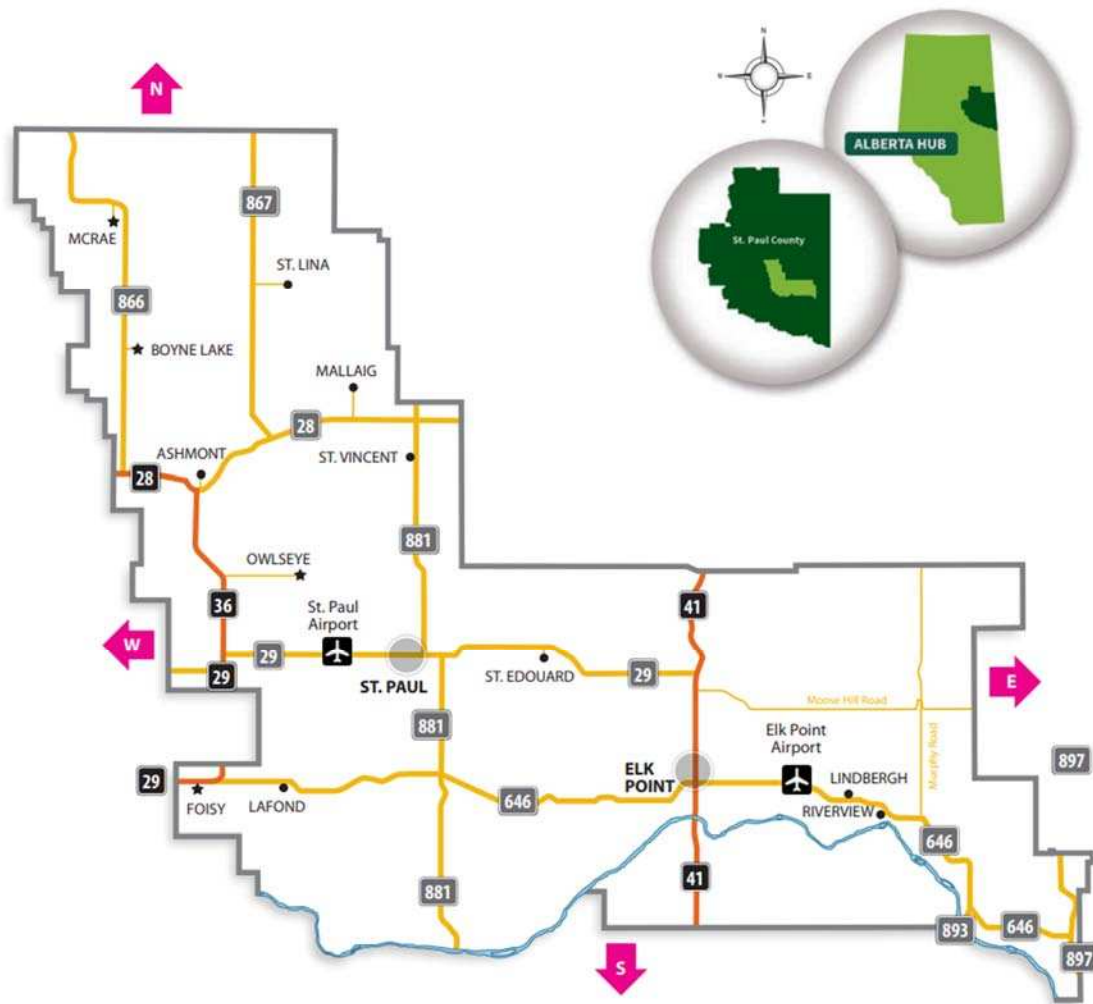 N
N
E
ALBERTA HUB
St. Paul County
867
MCRAE
ST. LINA
866
BOYNE LAKE
MALLAIG
28
ASHMONT
ST. VINCENT
28
881
OWLSEYE
36
St. Paul
Airport
41
W
29
29
ST. PAUL
ST. EDOUARD
29
E
Moose Hill Road
881
Elk Point
Airport
Murphy Road
29
ELK
POINT
LINDBERGH
897
FOISY
LAFOND
646
RIVERVIEW
646
881
41
893
646
897
S